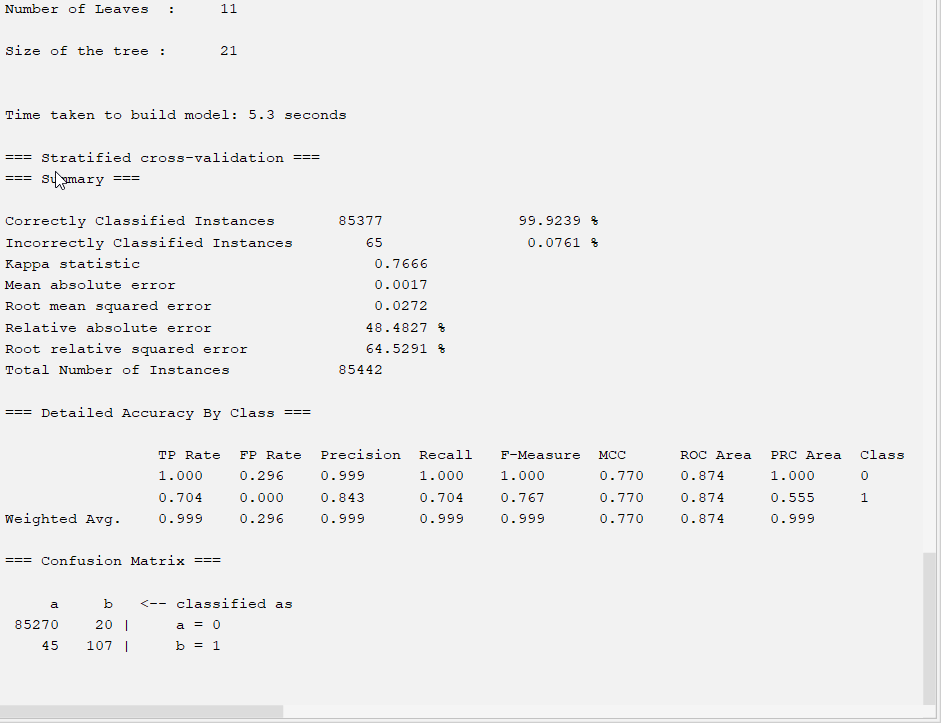 Number of Leaves  :     11
Size of the tree :      21
Time taken to build model: 5.3 seconds
=== Stratified cross-validation ===
=== Summary ===
Correctly Classified Instances       85377               99.9239 %
Incorrectly Classified Instances        65                0.0761 %
Kappa statistic                          0.7666
Mean absolute error                      0.0017
Root mean squared error                  0.0272
Relative absolute error                 48.4827 %
Root relative squared error             64.5291 %
Total Number of Instances            85442
=== Detailed Accuracy By Class ===
                 TP Rate  FP Rate  Precision  Recall   F-Measure  MCC      ROC Area  PRC Area  Class
                 1.000    0.296    0.999      1.000    1.000      0.770    0.874     1.000     0
                 0.704    0.000    0.843      0.704    0.767      0.770    0.874     0.555     1
Weighted Avg.    0.999    0.296    0.999      0.999    0.999      0.770    0.874     0.999
=== Confusion Matrix ===
     a     b   <-- classified as
 85270    20 |     a = 0
    45   107 |     b = 1